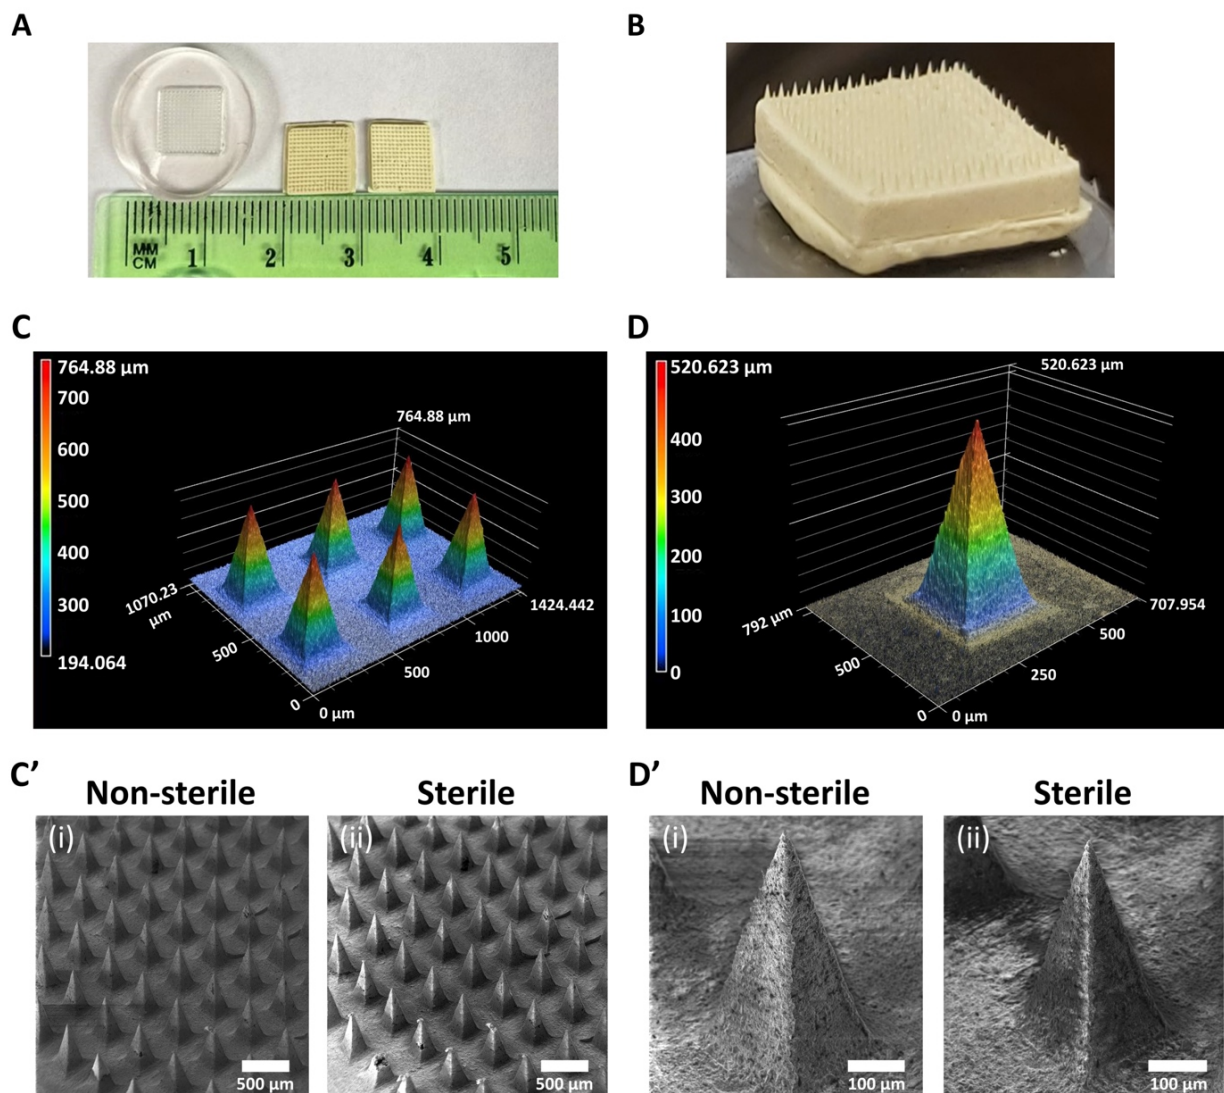 A
B
MM
CM
1
2
3
4
5
C
D
764.88 μm
700
600
500
400
300
194.064
764.88 μm
1070.23
μm
500
0
0 μm
500
1000
1424.442
520.623 μm
400
300
200
100
0
520.623 μm
792 μm
500
0
0 μm
250
500
707.954
C’
D’
Non-sterile
Sterile
Non-sterile
Sterile
(i)
(ii)
(i)
(ii)
500 μm
500 μm
100 μm
100 μm